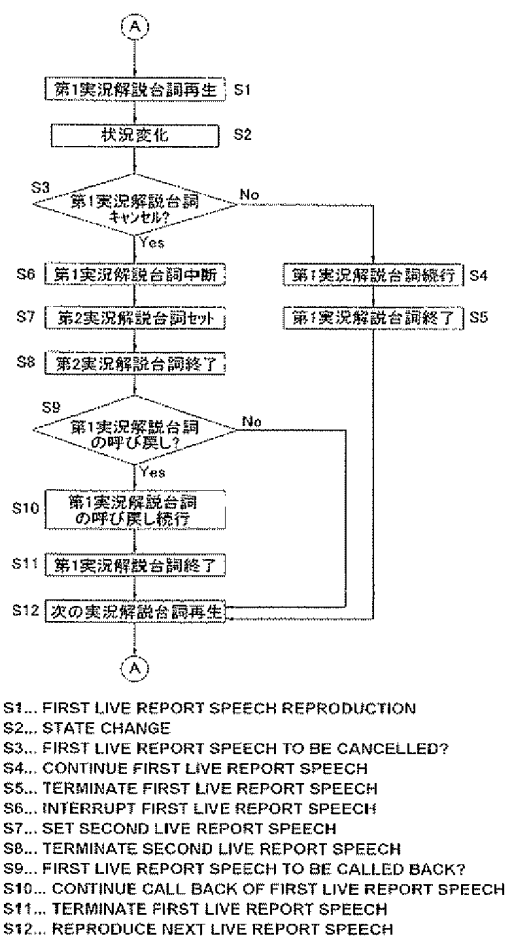 A
第1実況解説台詞再生 S1
状況変化 S2
S3
第1実況解説台詞
キャンセル?
No
Yes
S6 第1実況解説台詞中断
第1実況解説台詞続行 S4
S7 第2実況解説台詞セット
第1実況解説台詞終了 S5
S8 第2実況解説台詞終了
S9
第1実況解説台詞
の呼び戻し?
No
Yes
S10 第1実況解説台詞
の呼び戻し続行
S11 第1実況解説台詞終了
S12 次の実況解説台詞再生
A
S1... FIRST LIVE REPORT SPEECH REPRODUCTION
S2... STATE CHANGE
S3... FIRST LIVE REPORT SPEECH TO BE CANCELLED?
S4... CONTINUE FIRST LIVE REPORT SPEECH
S5... TERMINATE FIRST LIVE REPORT SPEECH
S6... INTERRUPT FIRST LIVE REPORT SPEECH
S7... SET SECOND LIVE REPORT SPEECH
S8... TERMINATE SECOND LIVE REPORT SPEECH
S9... FIRST LIVE REPORT SPEECH TO BE CALLED BACK?
S10... CONTINUE CALL BACK OF FIRST LIVE REPORT SPEECH
S11... TERMINATE FIRST LIVE REPORT SPEECH
S12... REPRODUCE NEXT LIVE REPORT SPEECH